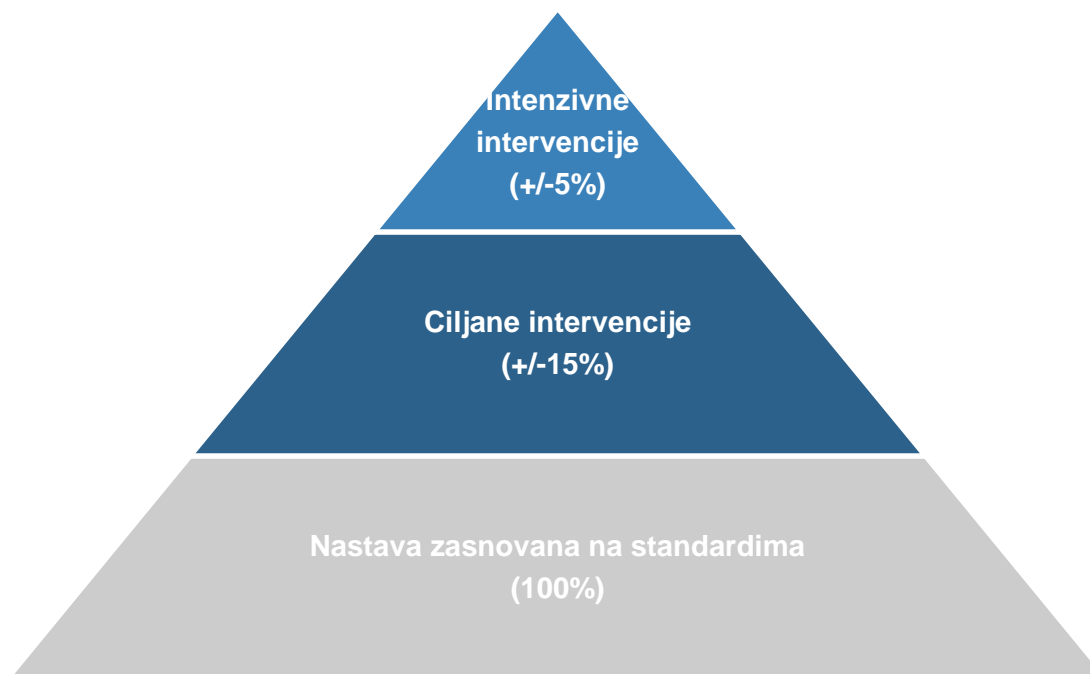 Intenzivne
intervencije
(+/-5%)
Ciljane intervencije
(+/-15%)
Nastava zasnovana na standardima
(100%)